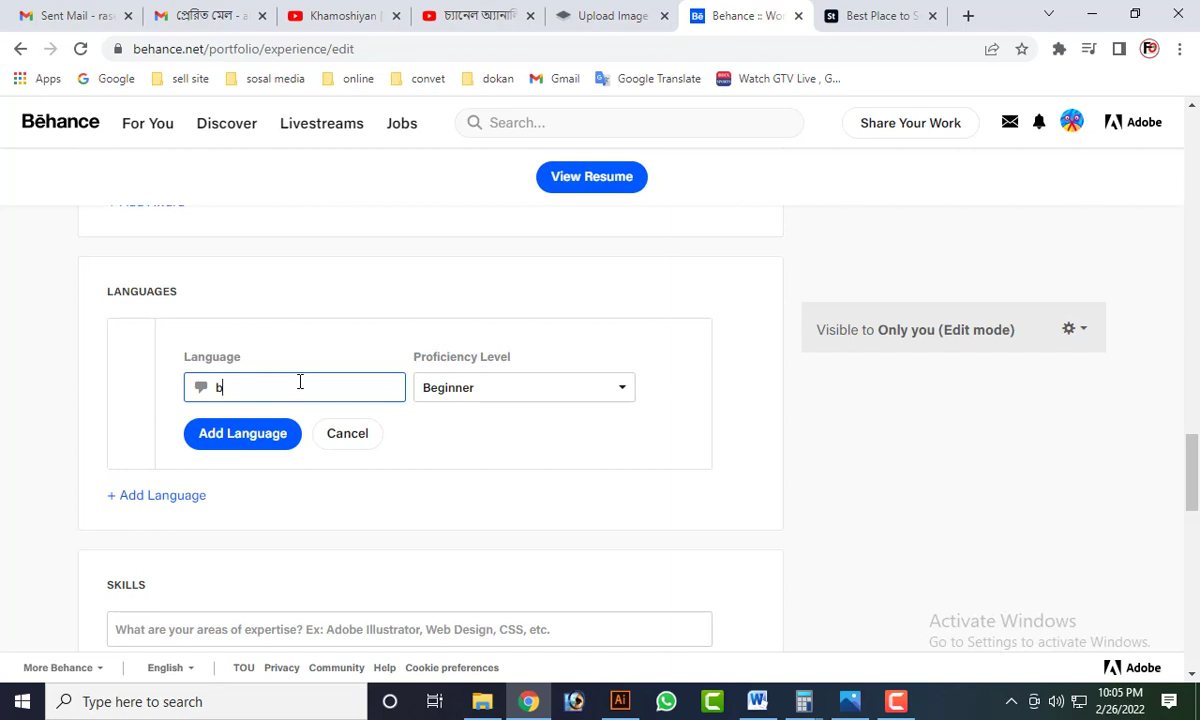 Sent Mail - rase
প্রেরিত মেল - a
Khamoshiyan |
চ্যানেল অ্যানালি
Upload Image
Behance :: Wor
Best Place to S
behance.net/portfolio/experience/edit
Apps
Google
sell site
sosal media
online
convet
dokan
Gmail
Google Translate
Watch GTV Live , G...
Bēhance
For You
Discover
Livestreams
Jobs
Search...
Share Your Work
Adobe
View Resume
LANGUAGES
Visible to Only you (Edit mode)
Language
Proficiency Level
b
Beginner
Add Language
Cancel
+ Add Language
SKILLS
What are your areas of expertise? Ex: Adobe Illustrator, Web Design, CSS, etc.
Activate Windows
Go to Settings to activate Windows.
More Behance
English
TOU
Privacy
Community
Help
Cookie preferences
Adobe
Type here to search
10:05 PM
2/26/2022